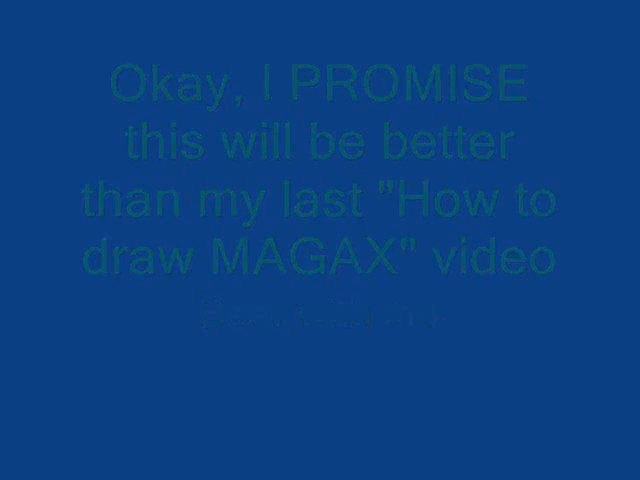 Okay, I PROMISE
this will be better
than my last "How to
draw MAGAX" video